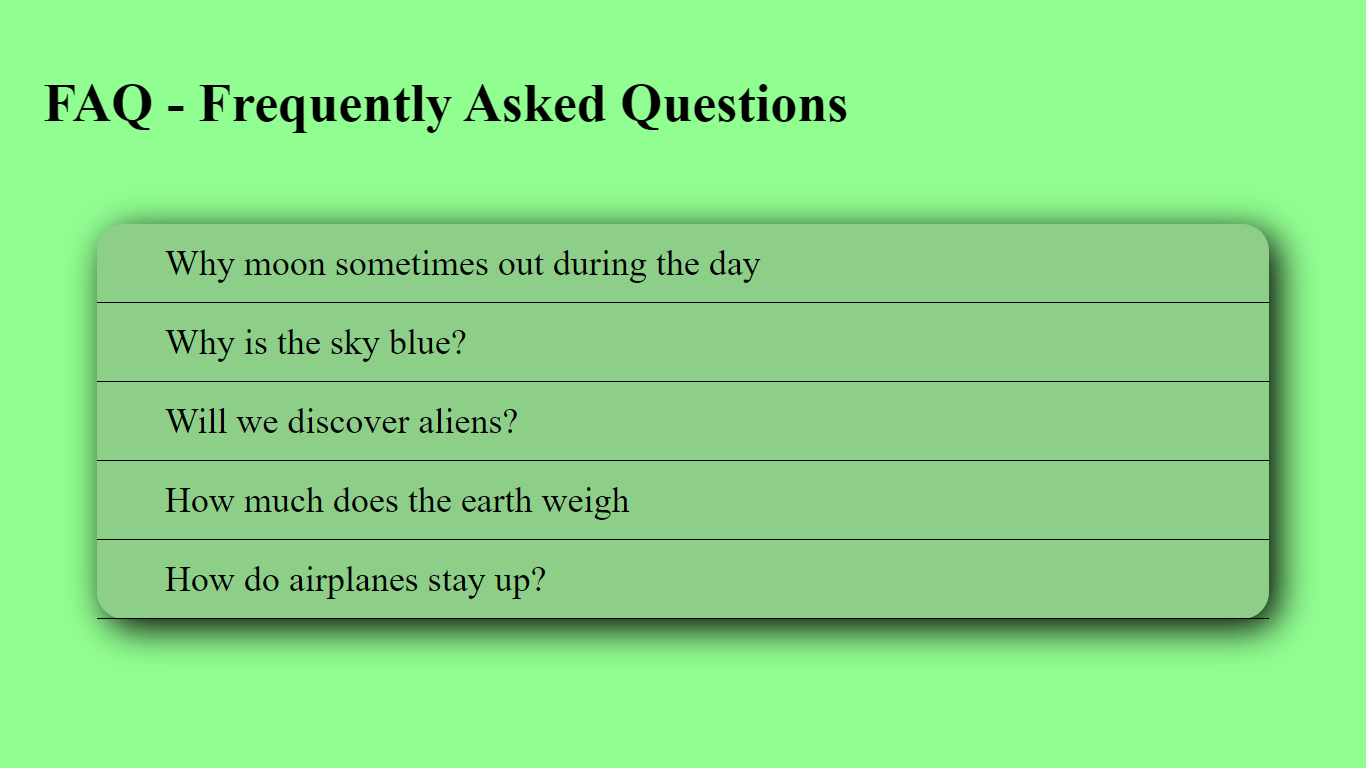 FAQ - Frequently Asked Questions
Why moon sometimes out during the day
Why is the sky blue?
Will we discover aliens?
How much does the earth weigh
How do airplanes stay up?